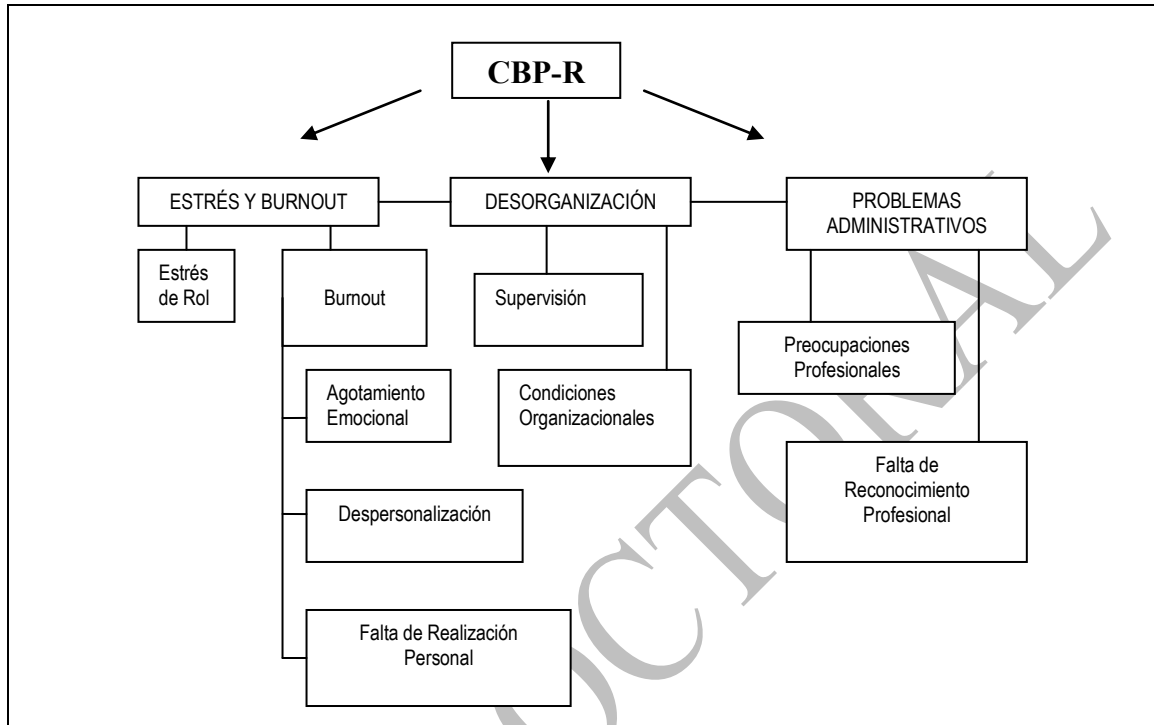 CBP-R
ESTRÉS Y BURNOUT
DESORGANIZACIÓN
PROBLEMAS
ADMINISTRATIVOS
Estrés
de Rol
Burnout
Supervisión
Preocupaciones
Profesionales
Agotamiento
Emocional
Condiciones
Organizacionales
Falta de
Reconocimiento
Profesional
Despersonalización
Falta de Realización
Personal
OCTORAL